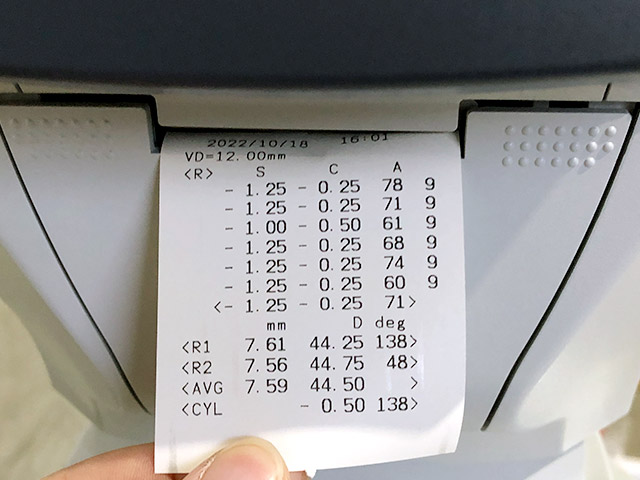 2022/10/18 16:01
VD=12.00mm
<R> S C A
- 1.25 - 0.25 78 9
- 1.25 - 0.25 71 9
- 1.00 - 0.50 61 9
- 1.25 - 0.25 68 9
- 1.25 - 0.25 74 9
- 1.25 - 0.25 60 9
<- 1.25 - 0.25 71>
mm D deg
<R1 7.61 44.25 138>
<R2 7.56 44.75 48>
<AVG 7.59 44.50 >
<CYL - 0.50 138>